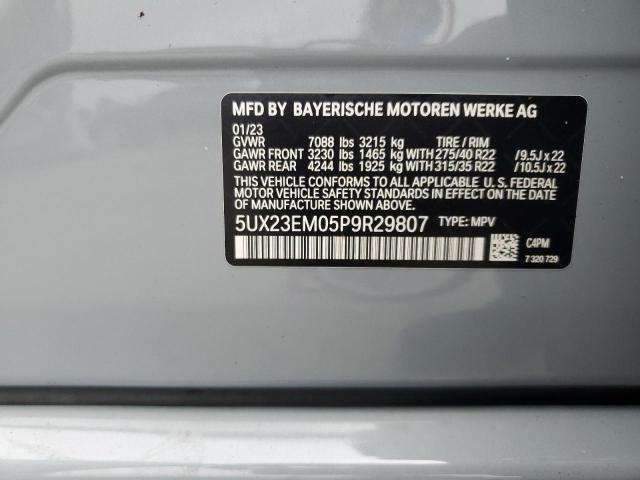 MFD BY BAYERISCHE MOTOREN WERKE AG
01/23
GVWR 7088 lbs 3215 kg TIRE / RIM
GAWR FRONT 3230 lbs 1465 kg WITH 275/40 R22 / 9.5J x 22
GAWR REAR 4244 lbs 1925 kg WITH 315/35 R22 / 10.5J x 22
THIS VEHICLE CONFORMS TO ALL APPLICABLE U. S. FEDERAL
MOTOR VEHICLE SAFETY STANDARDS IN EFFECT ON THE DATE
OF MANUFACTURE SHOWN ABOVE.
5UX23EM05P9R29807 TYPE: MPV
C4PM
7 320 729